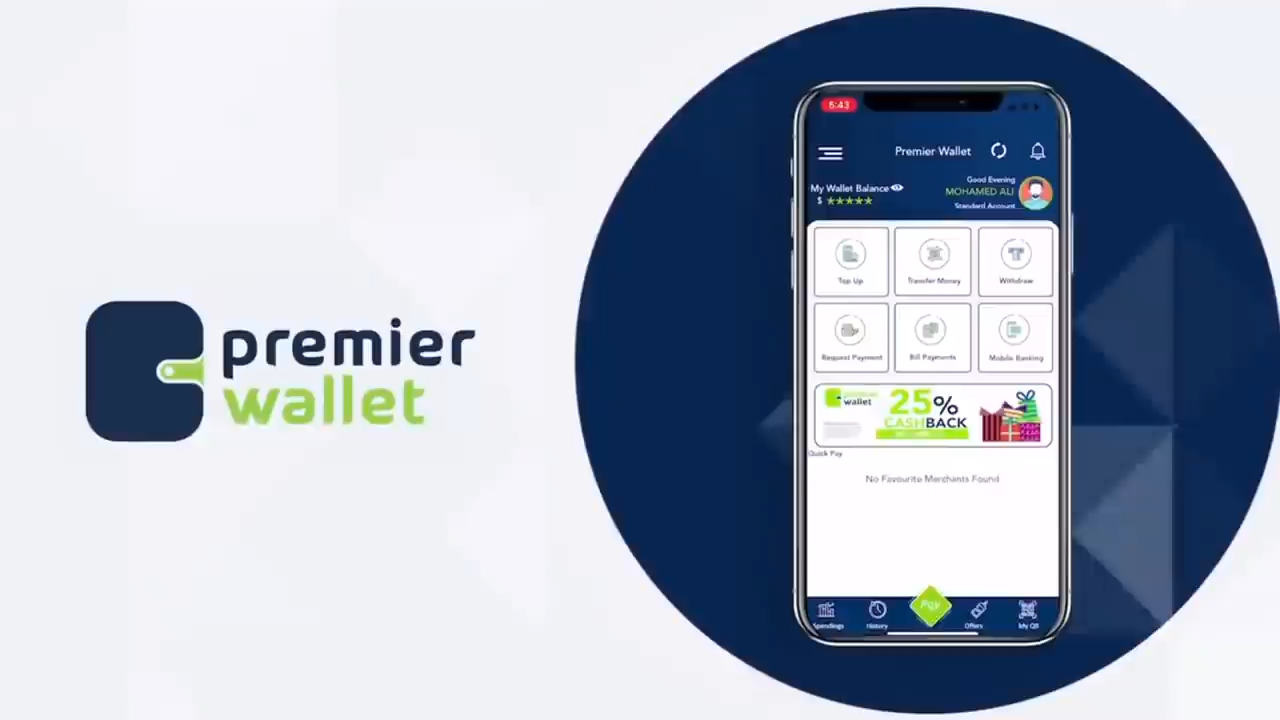 premier
wallet
5:43
Premier Wallet
Good Evening
My Wallet Balance
MOHAMED ALI
$ ★★★★★
Standard Account
Top Up
Transfer Money
Withdraw
Request Payment
Bill Payments
Mobile Banking
premier
wallet
25%
CASHBACK
Quick Pay
No Favourite Merchants Found
Pay
Spendings
History
Offers
My QR